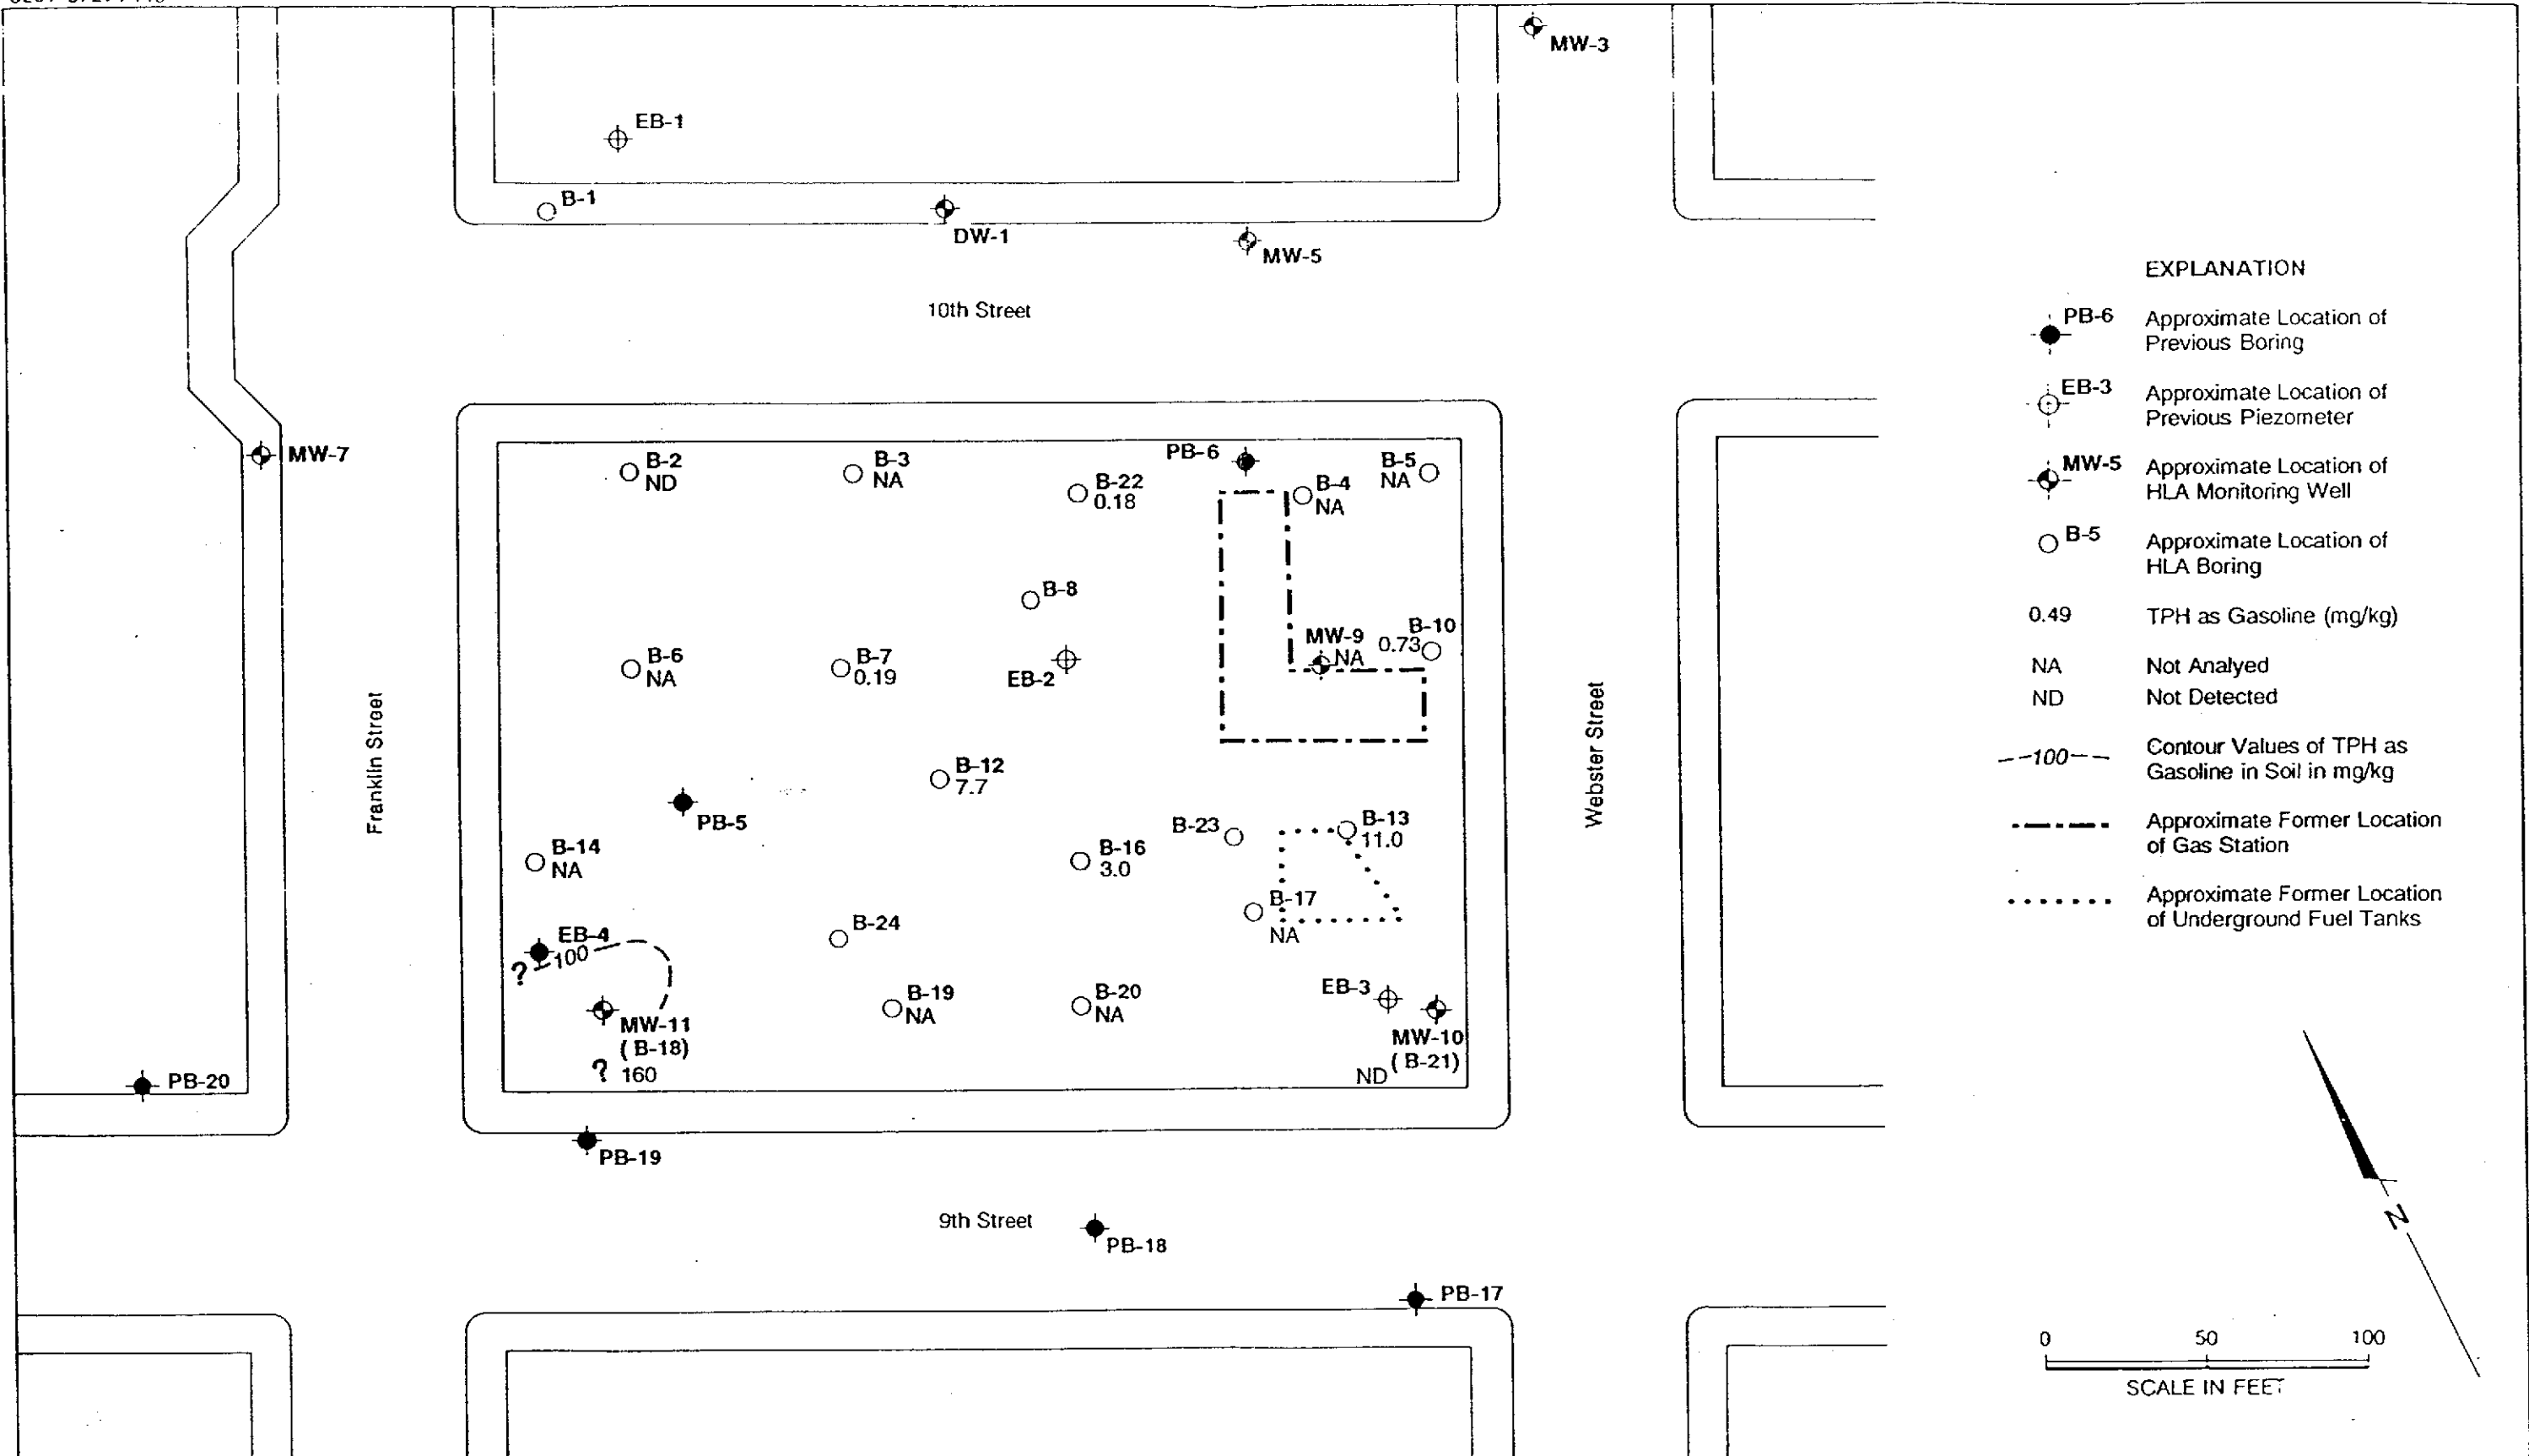 MW-3
EB-1
B-1
DW-1
MW-5
10th Street
MW-7
B-2
ND
B-3
NA
B-22
0.18
PB-6
B-4
NA
B-5
NA
B-8
B-6
NA
B-7
0.19
EB-2
MW-9
NA
B-10
0.73
Franklin Street
Webster Street
B-12
7.7
PB-5
B-14
NA
B-16
3.0
B-23
B-13
11.0
B-17
NA
EB-4
100
?
B-24
MW-11
( B-18)
? 160
B-19
NA
B-20
NA
EB-3
MW-10
( B-21)
ND
PB-20
PB-19
9th Street
PB-18
PB-17
EXPLANATION
PB-6
Approximate Location of
Previous Boring
EB-3
Approximate Location of
Previous Piezometer
MW-5
Approximate Location of
HLA Monitoring Well
B-5
Approximate Location of
HLA Boring
0.49 TPH as Gasoline (mg/kg)
NA Not Analyed
ND Not Detected
100
Contour Values of TPH as
Gasoline in Soil in mg/kg
Approximate Former Location
of Gas Station
Approximate Former Location
of Underground Fuel Tanks
N
0 50 100
SCALE IN FEET